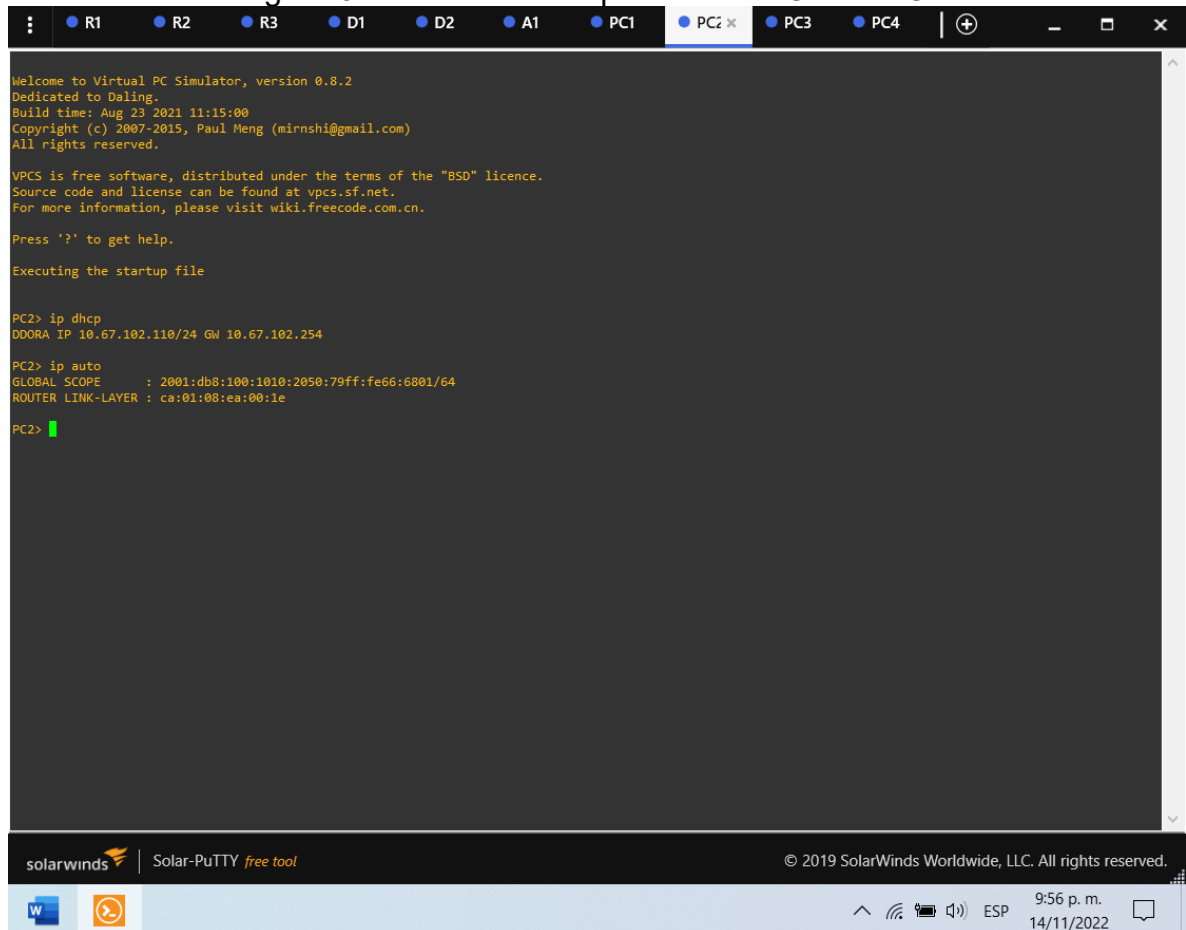 R1 R2 R3 D1 D2 A1 PC1 PC2 × PC3 PC4
Welcome to Virtual PC Simulator, version 0.8.2
Dedicated to Daling.
Build time: Aug 23 2021 11:15:00
Copyright (c) 2007-2015, Paul Meng (mirnshi@gmail.com)
All rights reserved.
VPCS is free software, distributed under the terms of the "BSD" licence.
Source code and license can be found at vpcs.sf.net.
For more information, please visit wiki.freecode.com.cn.
Press '?' to get help.
Executing the startup file
PC2> ip dhcp
DDORA IP 10.67.102.110/24 GW 10.67.102.254
PC2> ip auto
GLOBAL SCOPE      : 2001:db8:100:1010:2050:79ff:fe66:6801/64
ROUTER LINK-LAYER : ca:01:08:ea:00:1e
PC2>
solarwinds | Solar-PuTTY free tool © 2019 SolarWinds Worldwide, LLC. All rights reserved.
W ESP 9:56 p. m.
14/11/2022